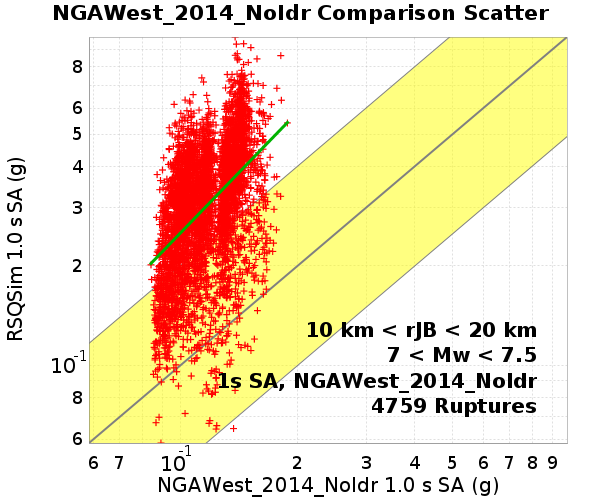 NGAWest_2014_NoIdr Comparison Scatter
RSQSim 1.0 s SA (g)
8
6
5
4
3
2
10-1
8
6
10 km < rJB < 20 km
7 < Mw < 7.5
1s SA, NGAWest_2014_NoIdr
4759 Ruptures
6 7 10-1 2 3 4 5 6 7 8 9
NGAWest_2014_NoIdr 1.0 s SA (g)